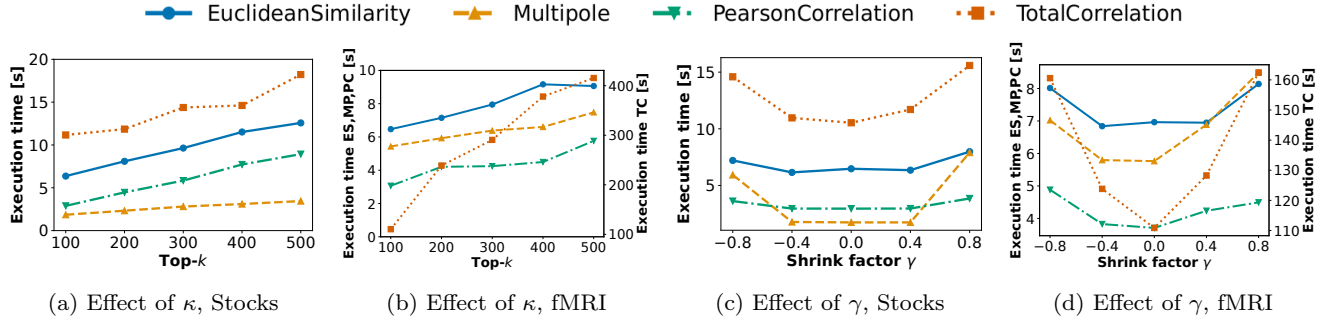 EuclideanSimilarity Multipole PearsonCorrelation TotalCorrelation
Execution time [s]
20
15
10
5
0
100 200 300 400 500
Top-k
(a) Effect of κ, Stocks
Execution time ES,MP,PC [s]
10
8
6
4
2
0
100 200 300 400 500
Top-k
400
300
200
100
Execution time TC [s]
(b) Effect of κ, fMRI
Execution time [s]
15
10
5
−0.8 −0.4 0.0 0.4 0.8
Shrink factor γ
(c) Effect of γ, Stocks
Execution time ES,MP,PC [s]
8
7
6
5
4
−0.8 −0.4 0.0 0.4 0.8
Shrink factor γ
160
150
140
130
120
110
Execution time TC [s]
(d) Effect of γ, fMRI